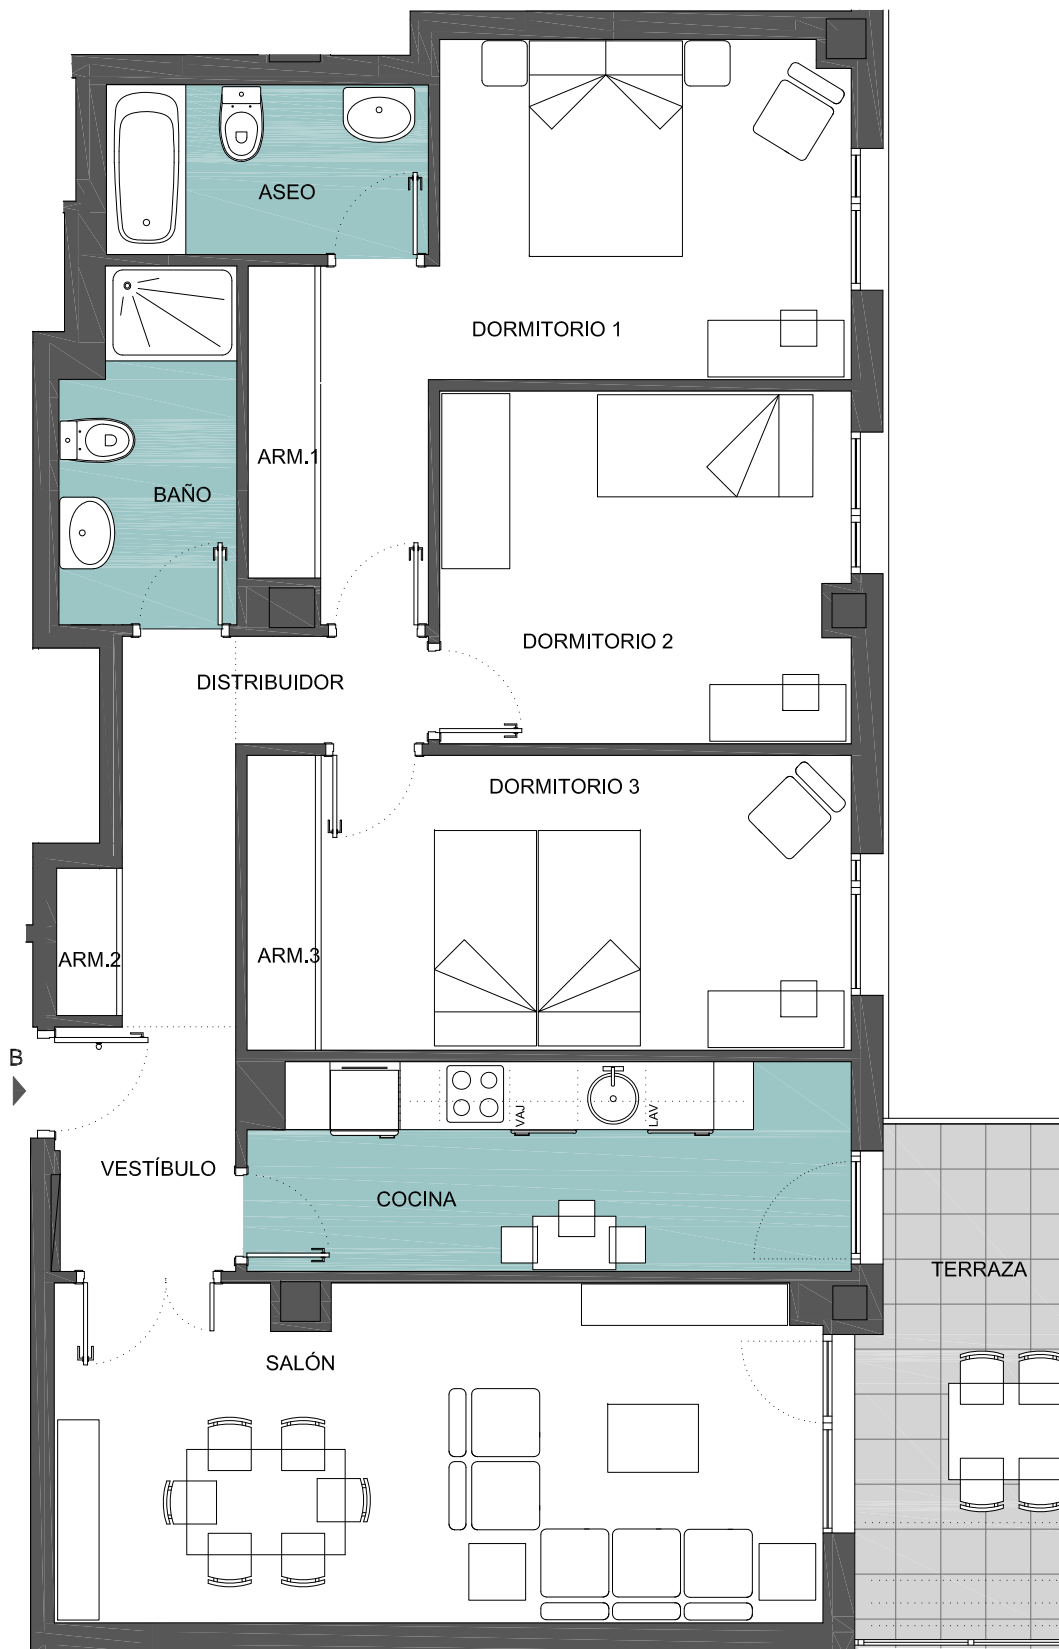 ASEO
DORMITORIO 1
ARM.1
BAÑO
DORMITORIO 2
DISTRIBUIDOR
DORMITORIO 3
ARM.2
ARM.3
B
VAJ
LAV
VESTÍBULO
COCINA
TERRAZA
SALÓN